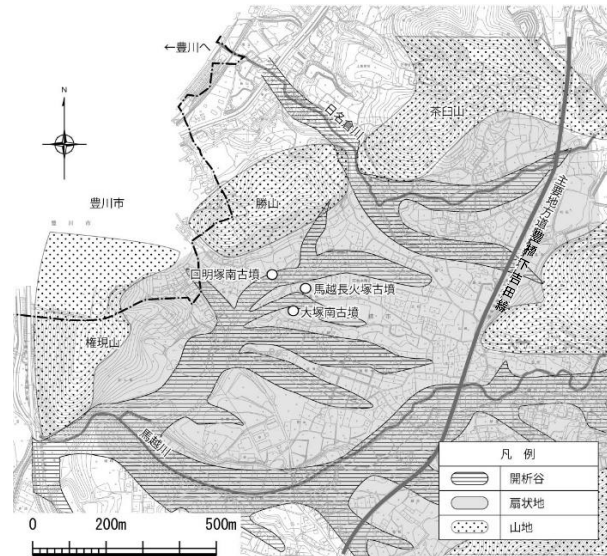 ←豊川へ
N
豊川市
日名倉川
茶臼山
勝山
主要地方道豊橋下吉田線
口明塚南古墳
馬越長火塚古墳
大塚南古墳
権現山
馬越川
凡 例
開析谷
扇状地
山地
0 200m 500m